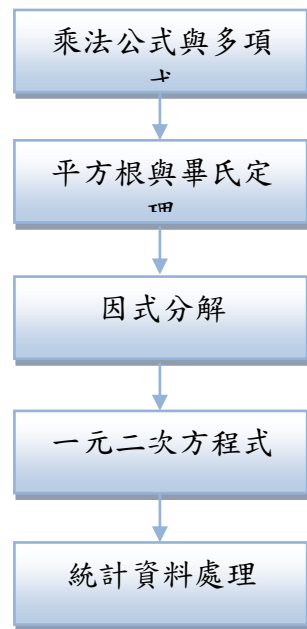 乘法公式與多項
平方根與畢氏定
因式分解
一元二次方程式
統計資料處理